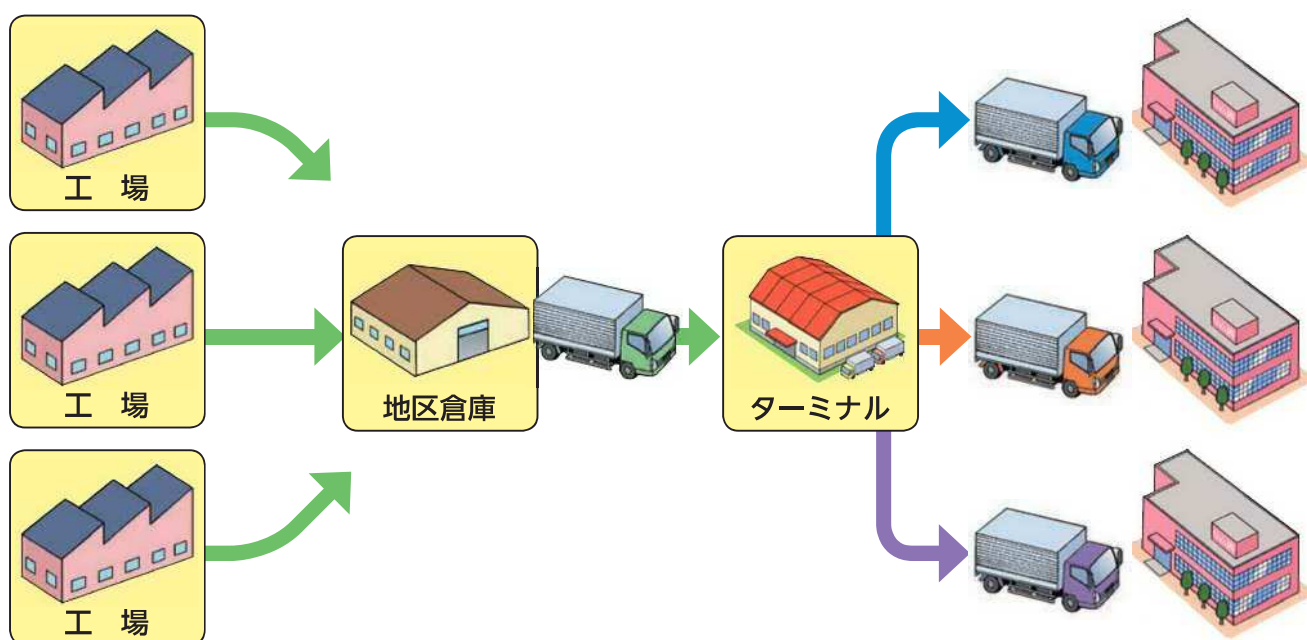 工 場
工 場
地区倉庫
ターミナル
工 場